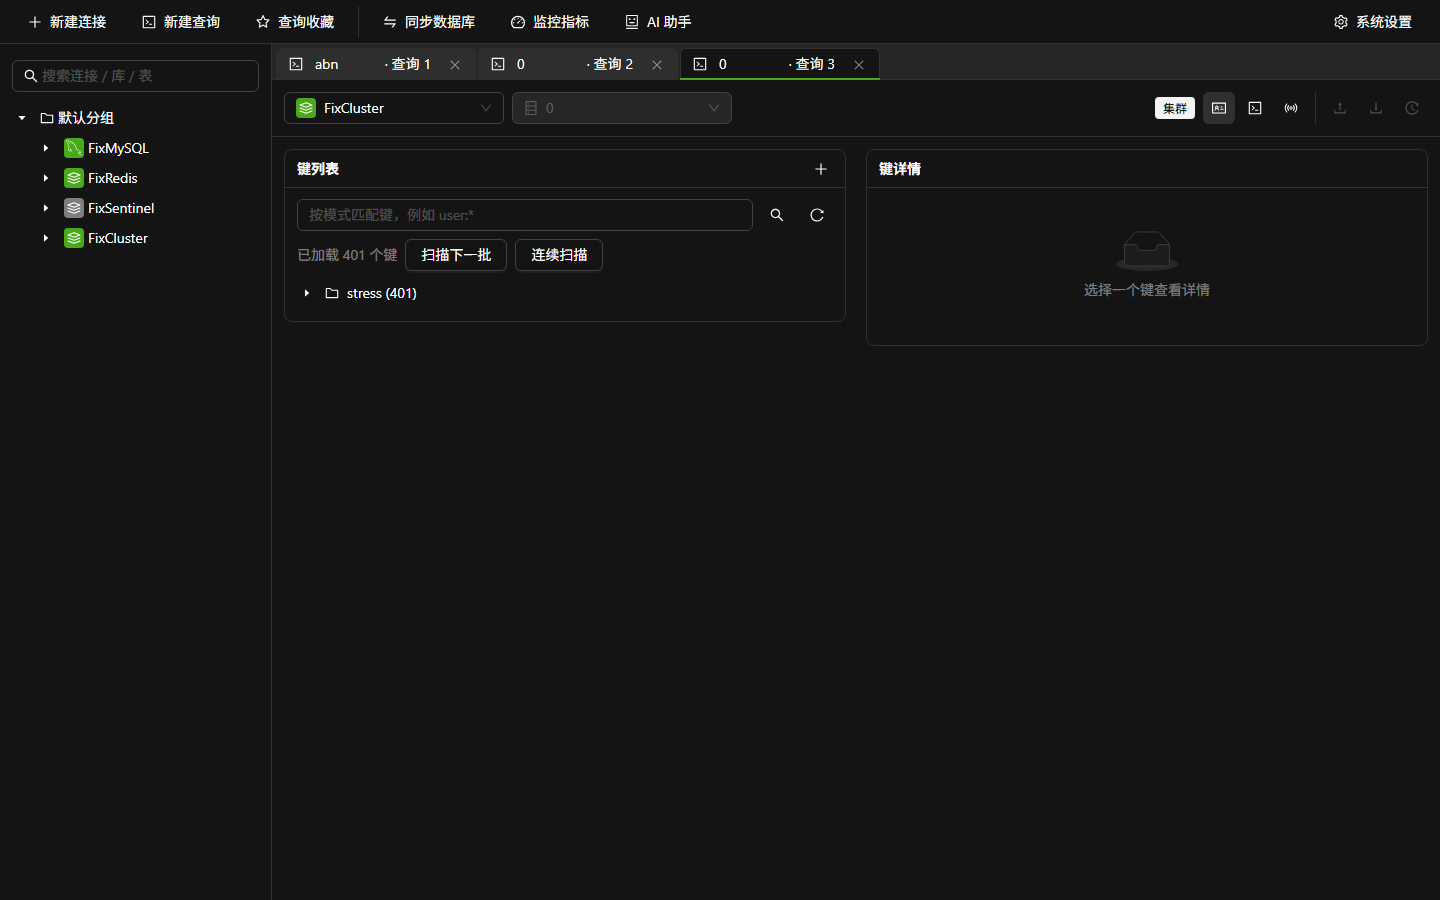 新建连接 新建查询 查询收藏 同步数据库 监控指标 AI 助手 系统设置
搜索连接 / 库 / 表
默认分组
FixMySQL
FixRedis
FixSentinel
FixCluster
abn · 查询 1
0 · 查询 2
0 · 查询 3
FixCluster 0 集群
键列表
按模式匹配键，例如 user:*
已加载 401 个键 扫描下一批 连续扫描
stress (401)
键详情
选择一个键查看详情